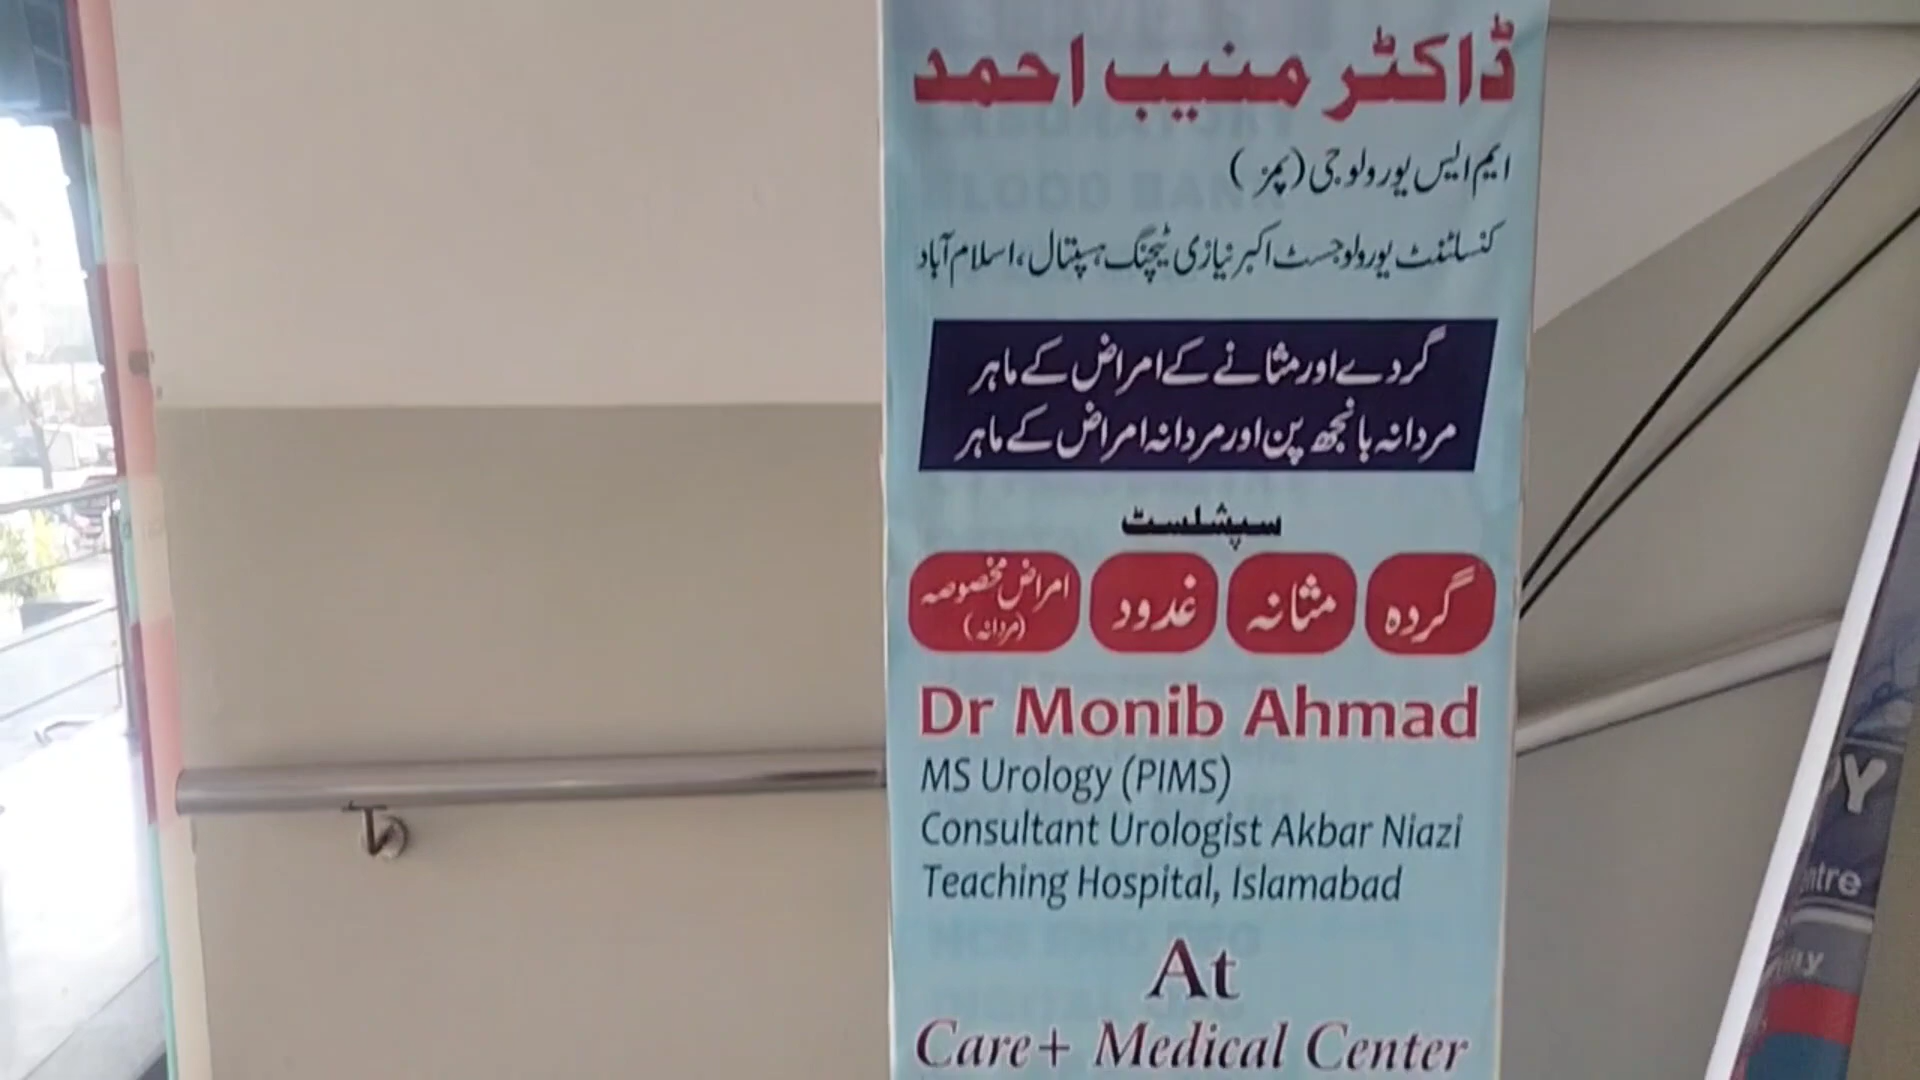 ڈاکٹر منیب احمد
ایم ایس یورولوجی (پمز)
کنسلٹنٹ یورولوجسٹ اکبر نیازی ٹیچنگ ہسپتال، اسلام آباد
گردے اور مثانے کے امراض کے ماہر
مردانہ بانجھ پن اور مردانہ امراض کے ماہر
سپشلسٹ
گردہ مثانہ غدود امراض مخصوصہ (مردانہ)
Dr Monib Ahmad
MS Urology (PIMS)
Consultant Urologist Akbar Niazi
Teaching Hospital, Islamabad
At
Care+ Medical Center